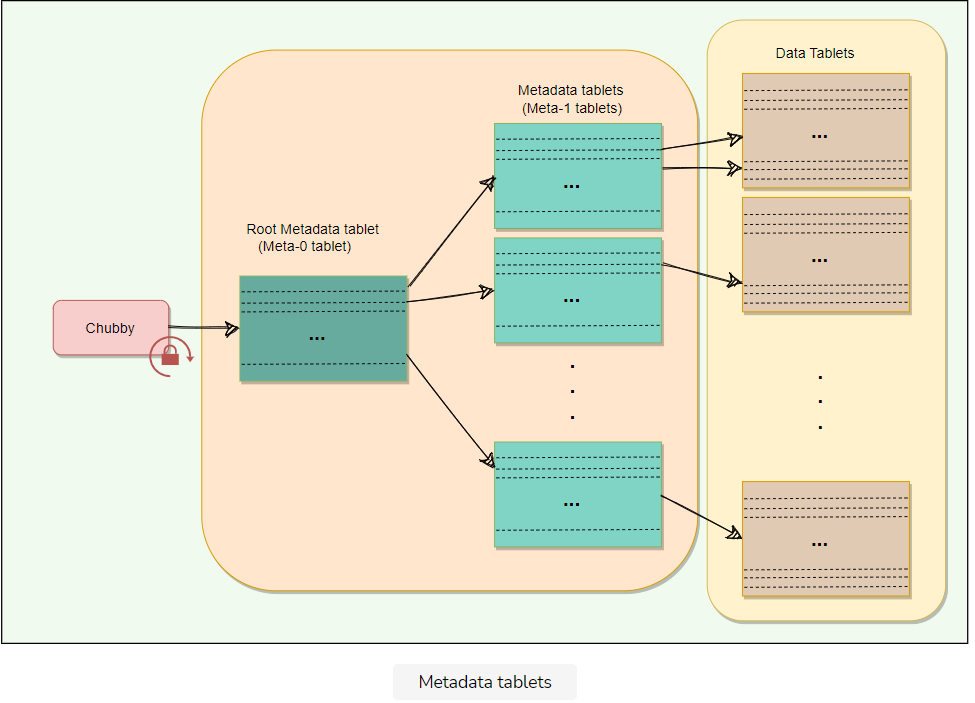 Data Tablets
Metadata tablets
(Meta-1 tablets)
...
...
...
...
Root Metadata tablet
(Meta-0 tablet)
...
Chubby
...
...
Metadata tablets